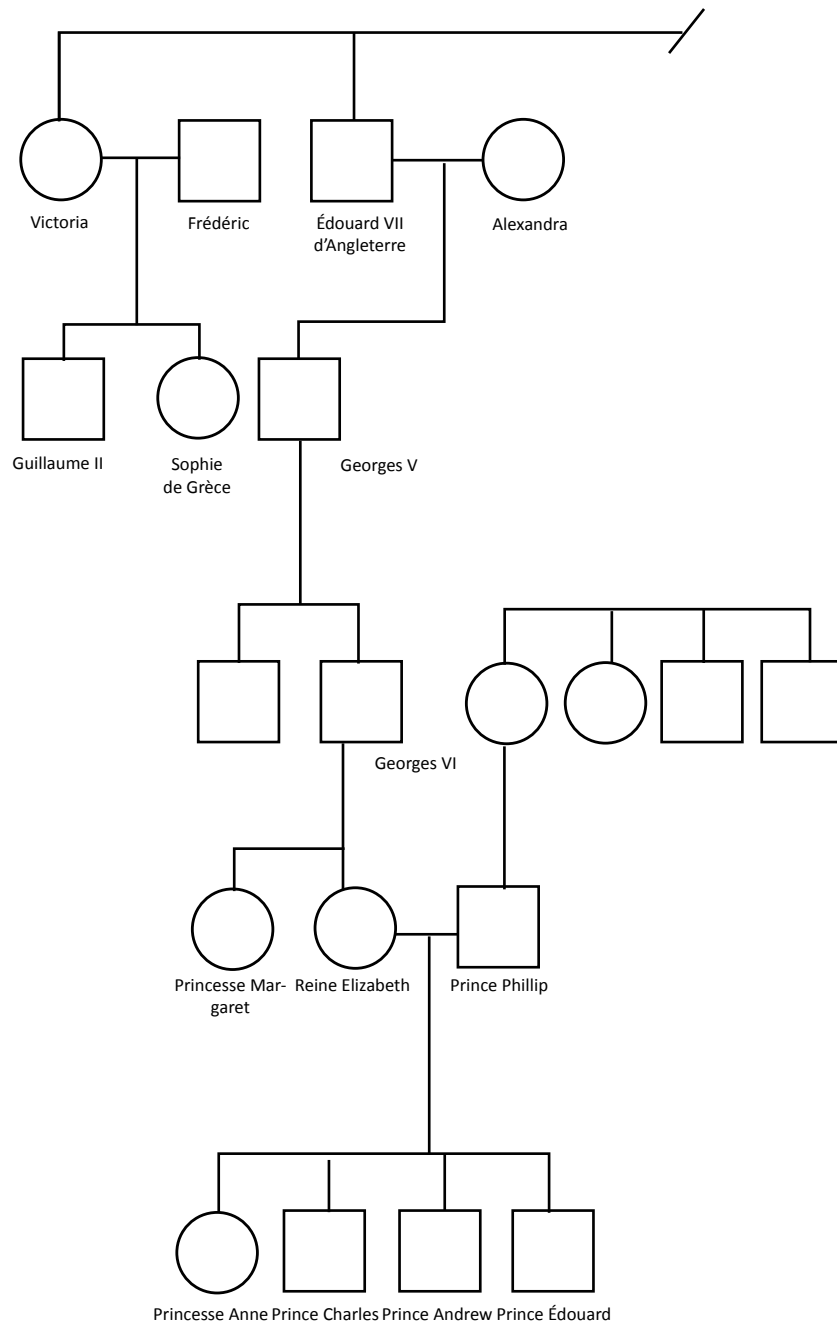 Victoria
Frédéric
Édouard VII
d’Angleterre
Alexandra
Guillaume II
Sophie
de Grèce
Georges V
Georges VI
Princesse Mar-
garet
Reine Elizabeth
Prince Phillip
Princesse Anne
Prince Charles
Prince Andrew
Prince Édouard